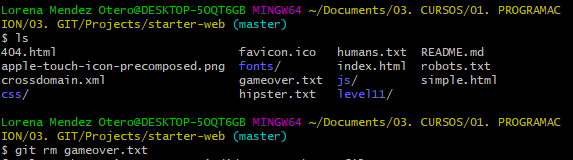 Lorena Mendez Otero@DESKTOP-5OQT6GB MINGW64 ~/Documents/03. CURSOS/01. PROGRAMAC
ION/03. GIT/Projects/starter-web (master)
$ ls
404.html favicon.ico humans.txt README.md
apple-touch-icon-precomposed.png fonts/ index.html robots.txt
crossdomain.xml gameover.txt js/ simple.html
css/ hipster.txt level11/
Lorena Mendez Otero@DESKTOP-5OQT6GB MINGW64 ~/Documents/03. CURSOS/01. PROGRAMAC
ION/03. GIT/Projects/starter-web (master)
$ git rm gameover.txt